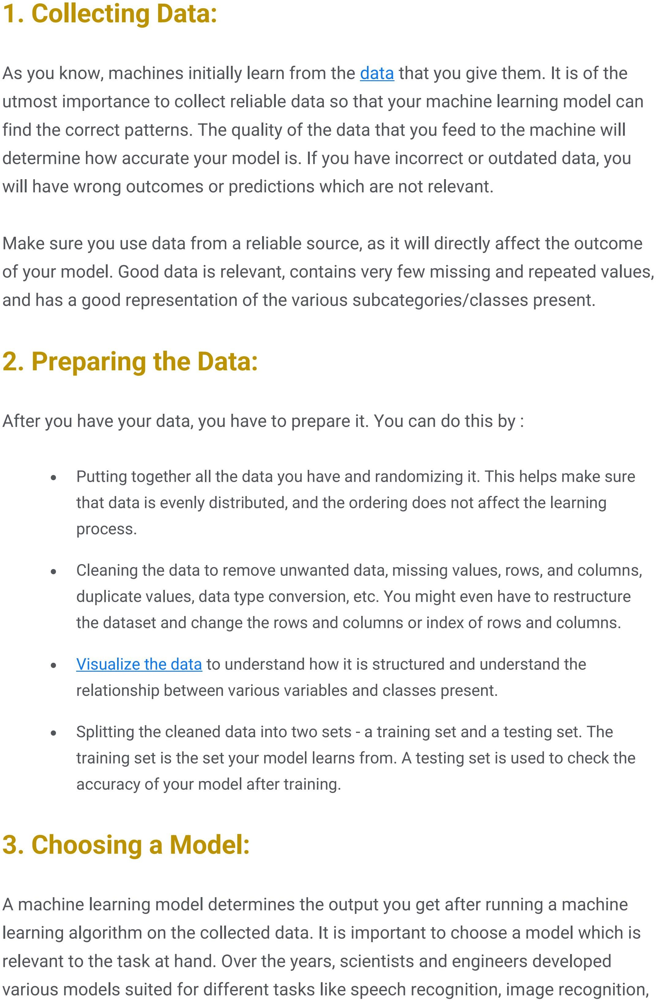 1. Collecting Data:
As you know, machines initially learn from the data that you give them. It is of the
utmost importance to collect reliable data so that your machine learning model can
find the correct patterns. The quality of the data that you feed to the machine will
determine how accurate your model is. If you have incorrect or outdated data, you
will have wrong outcomes or predictions which are not relevant.
Make sure you use data from a reliable source, as it will directly affect the outcome
of your model. Good data is relevant, contains very few missing and repeated values,
and has a good representation of the various subcategories/classes present.
2. Preparing the Data:
After you have your data, you have to prepare it. You can do this by :
• Putting together all the data you have and randomizing it. This helps make sure
that data is evenly distributed, and the ordering does not affect the learning
process.
• Cleaning the data to remove unwanted data, missing values, rows, and columns,
duplicate values, data type conversion, etc. You might even have to restructure
the dataset and change the rows and columns or index of rows and columns.
• Visualize the data to understand how it is structured and understand the
relationship between various variables and classes present.
• Splitting the cleaned data into two sets - a training set and a testing set. The
training set is the set your model learns from. A testing set is used to check the
accuracy of your model after training.
3. Choosing a Model:
A machine learning model determines the output you get after running a machine
learning algorithm on the collected data. It is important to choose a model which is
relevant to the task at hand. Over the years, scientists and engineers developed
various models suited for different tasks like speech recognition, image recognition,